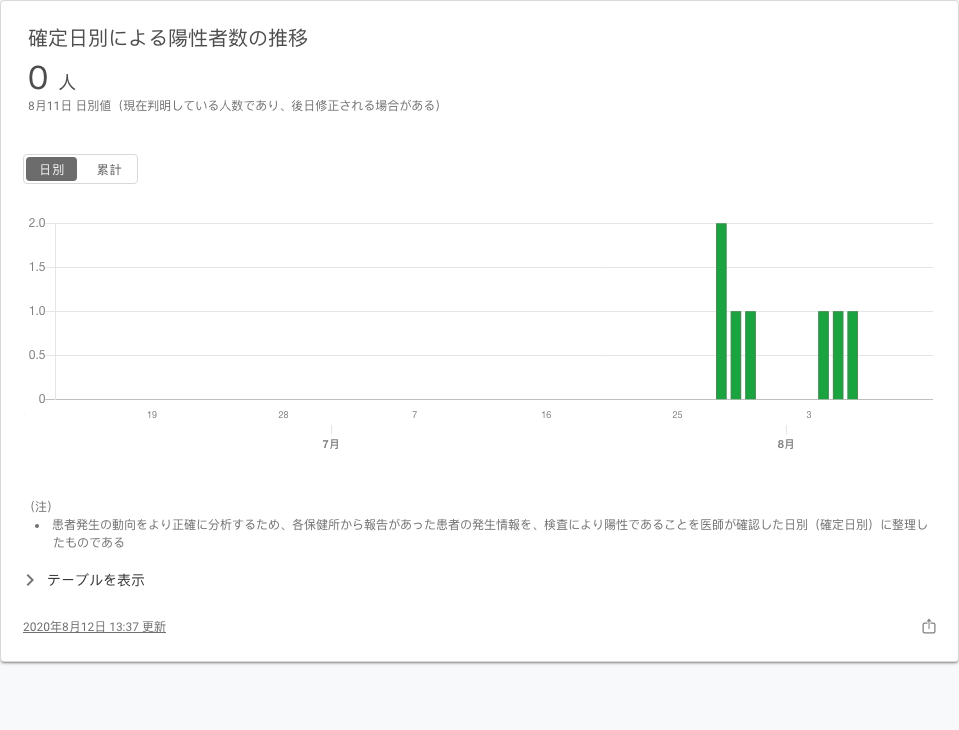 確定日別による陽性者数の推移
0 人
8月11日 日別値（現在判明している人数であり、後日修正される場合がある）
日別 累計
2.0
1.5
1.0
0.5
0
19 28 7 16 25 3
7月 8月
（注）
• 患者発生の動向をより正確に分析するため、各保健所から報告があった患者の発生情報を、検査により陽性であることを医師が確認した日別（確定日別）に整理し
たものである
テーブルを表示
2020年8月12日 13:37 更新